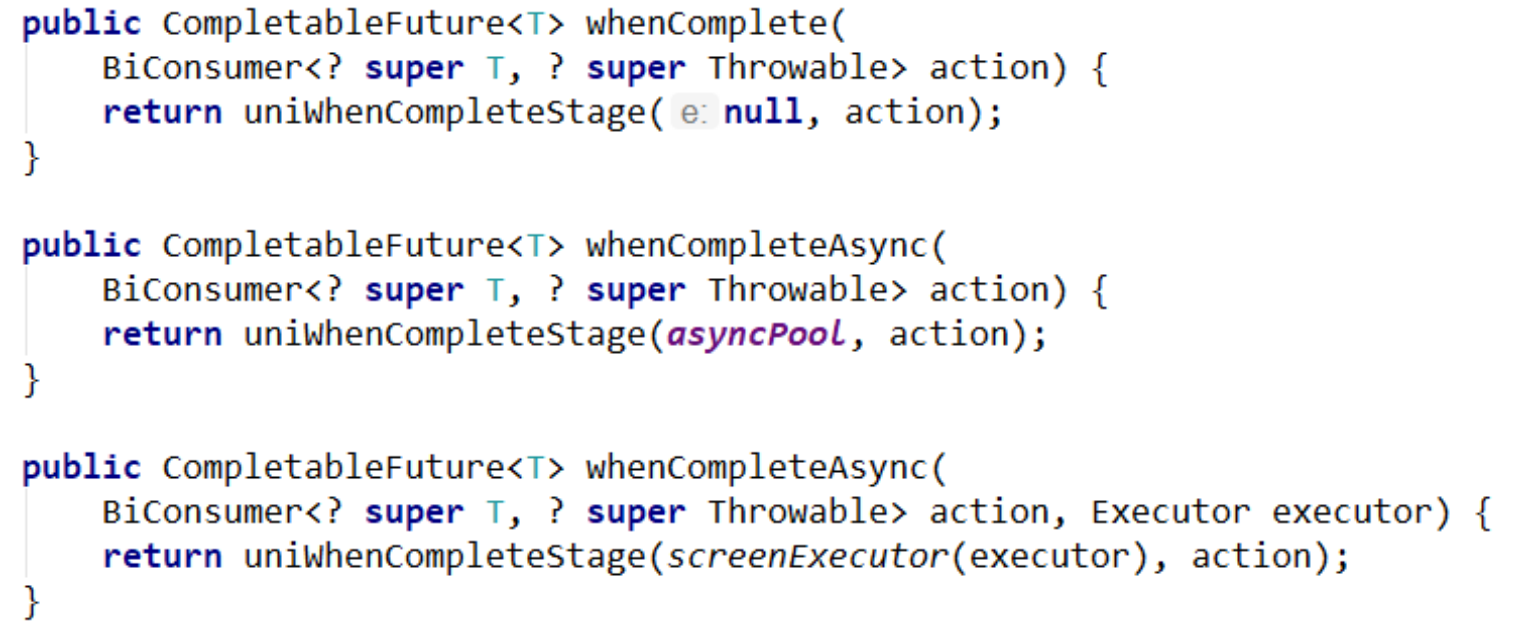 public CompletableFuture<T> whenComplete(
    BiConsumer<? super T, ? super Throwable> action) {
    return uniWhenCompleteStage( e: null, action);
}

public CompletableFuture<T> whenCompleteAsync(
    BiConsumer<? super T, ? super Throwable> action) {
    return uniWhenCompleteStage(asyncPool, action);
}

public CompletableFuture<T> whenCompleteAsync(
    BiConsumer<? super T, ? super Throwable> action, Executor executor) {
    return uniWhenCompleteStage(screenExecutor(executor), action);
}